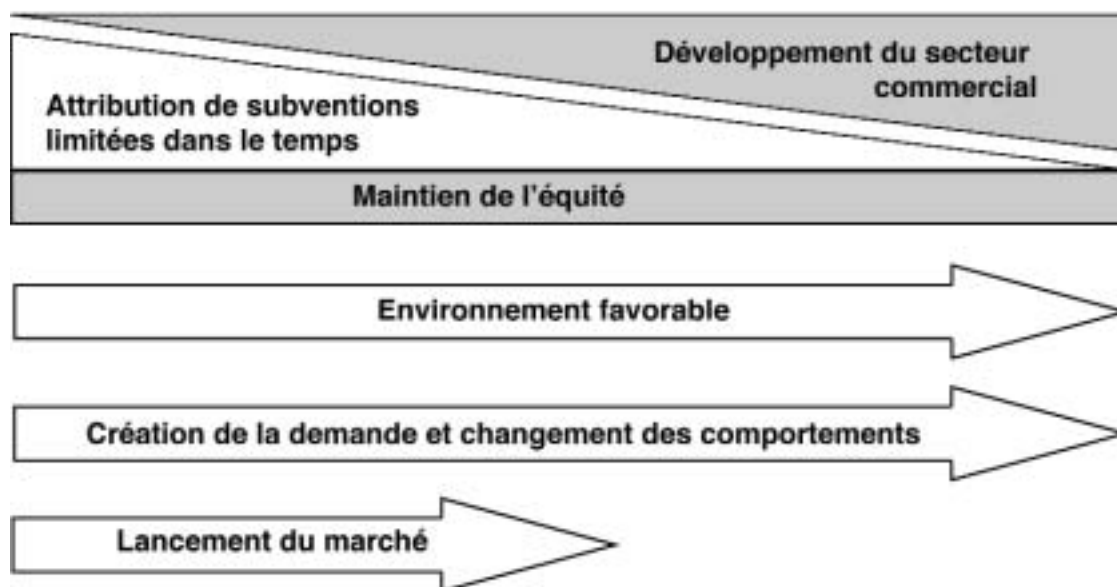 Développement du secteur
commercial
Attribution de subventions
limitées dans le temps
Maintien de l'équité
Environnement favorable
Création de la demande et changement des comportements
Lancement du marché